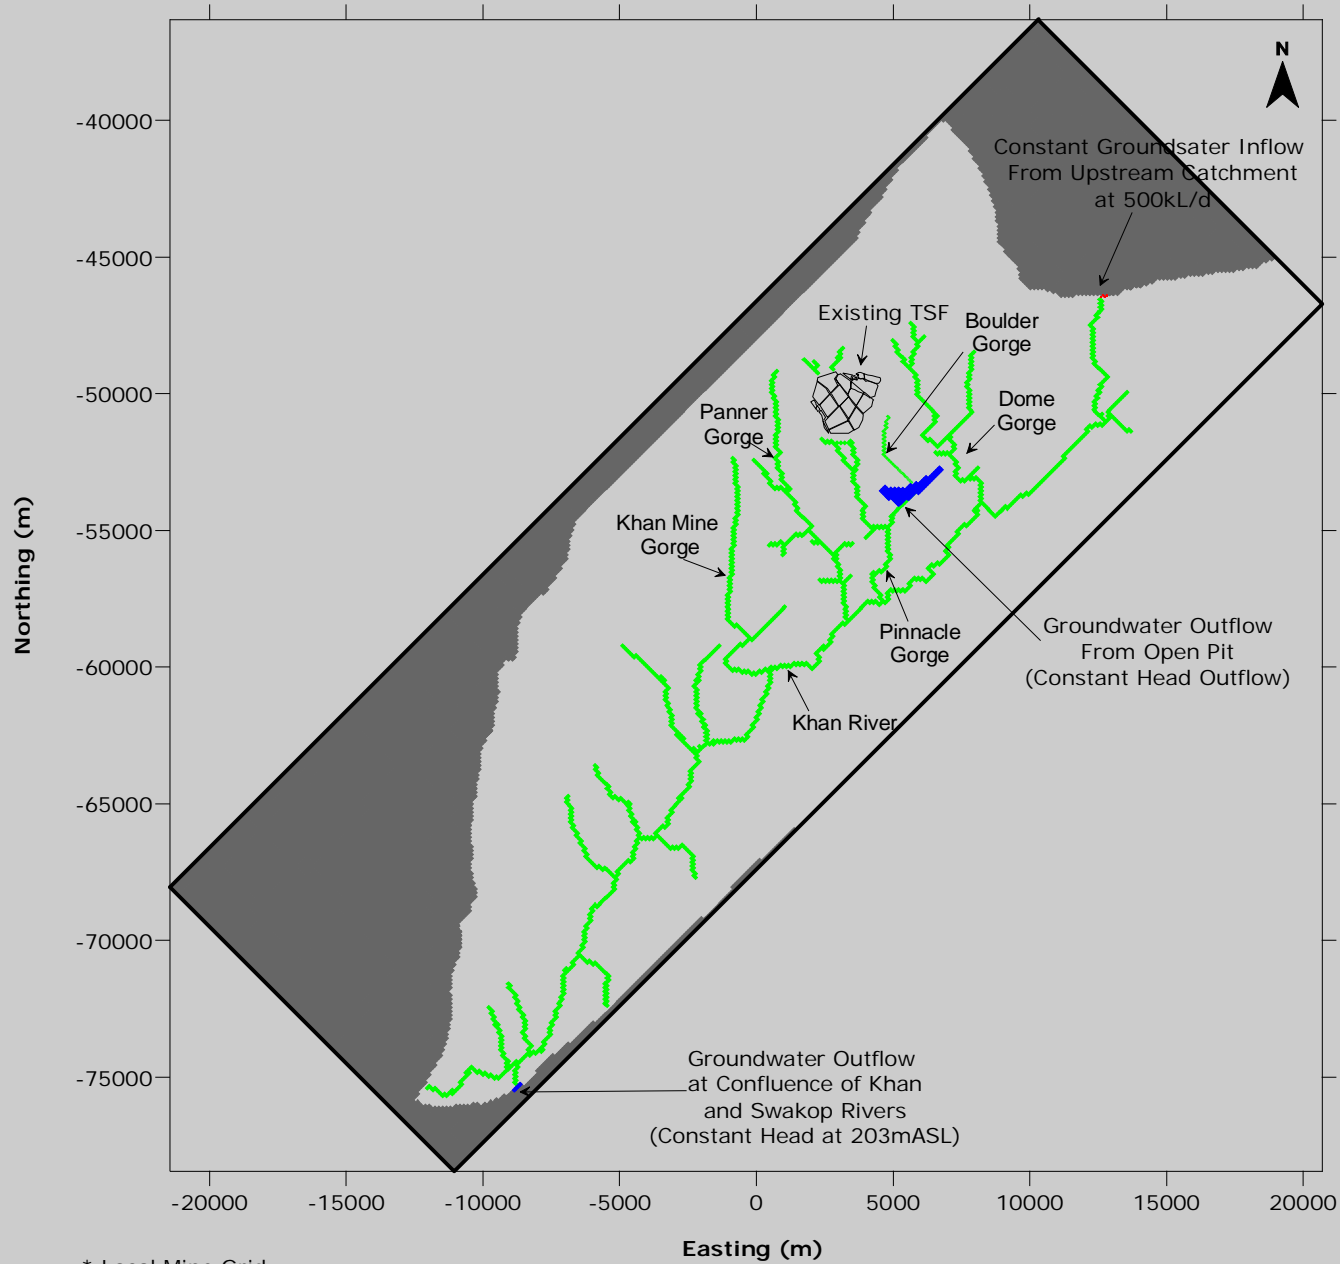 N
-40000
Constant Groundsater Inflow
From Upstream Catchment
at 500kL/d
-45000
Existing TSF
Boulder
Gorge
-50000
Panner
Gorge
Dome
Gorge
Northing (m)
-55000
Khan Mine
Gorge
Pinnacle
Gorge
Groundwater Outflow
From Open Pit
(Constant Head Outflow)
-60000
Khan River
-65000
-70000
-75000
Groundwater Outflow
at Confluence of Khan
and Swakop Rivers
(Constant Head at 203mASL)
-20000 -15000 -10000 -5000 0 5000 10000 15000 20000
Easting (m)
* Local Mine Grid